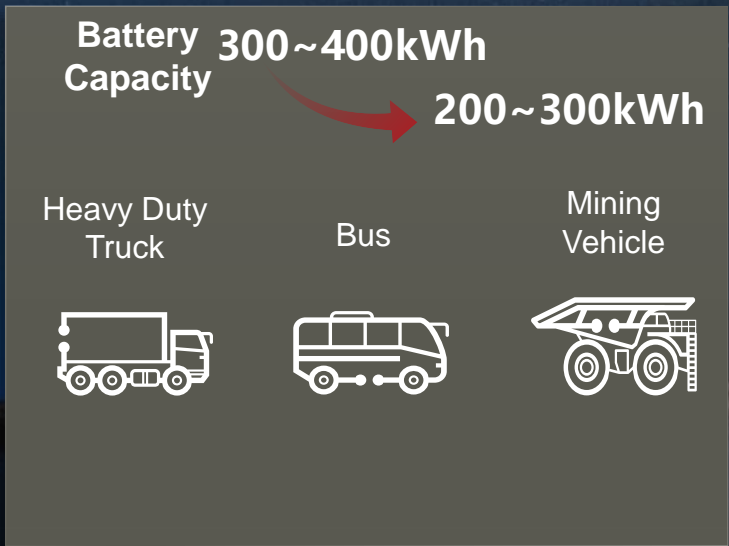 Battery
Capacity
300~400kWh
200~300kWh
Heavy Duty
Truck
Bus
Mining
Vehicle